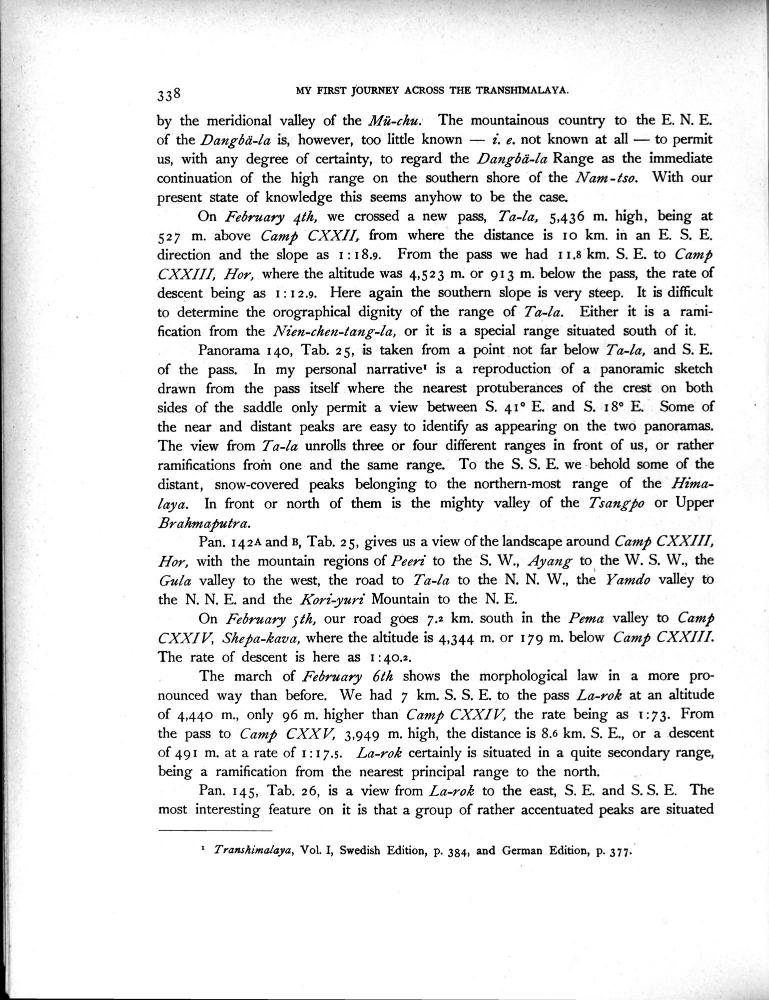 338
MY FIRST JOURNEY ACROSS THE TRANSHIMALAYA.
by the meridional valley of the Mü-chu. The mountainous country to the E. N. E.
of the Dangbä-la is, however, too little known — i. e. not known at all — to permit
us, with any degree of certainty, to regard the Dangbä-la Range as the immediate
continuation of the high range on the southern shore of the Nam-tso. With our
present state of knowledge this seems anyhow to be the case.
On February 4th, we crossed a new pass, Ta-la, 5,436 m. high, being at
527 m. above Camp CXXII, from where the distance is 10 km. in an E. S. E.
direction and the slope as 1:18.9. From the pass we had 11.8 km. S. E. to Camp
CXXIII, Hor, where the altitude was 4,523 m. or 913 m. below the pass, the rate of
descent being as 1:12.9. Here again the southern slope is very steep. It is difficult
to determine the orographical dignity of the range of Ta-la. Either it is a rami-
fication from the Nien-chen-tang-la, or it is a special range situated south of it.
Panorama 140, Tab. 25, is taken from a point not far below Ta-la, and S. E.
of the pass. In my personal narrative¹ is a reproduction of a panoramic sketch
drawn from the pass itself where the nearest protuberances of the crest on both
sides of the saddle only permit a view between S. 41° E. and S. 18° E. Some of
the near and distant peaks are easy to identify as appearing on the two panoramas.
The view from Ta-la unrolls three or four different ranges in front of us, or rather
ramifications from one and the same range. To the S. S. E. we behold some of the
distant, snow-covered peaks belonging to the northern-most range of the Hima-
laya. In front or north of them is the mighty valley of the Tsangpo or Upper
Brahmaputra.
Pan. 142A and B, Tab. 25, gives us a view of the landscape around Camp CXXIII,
Hor, with the mountain regions of Peeri to the S. W., Ayang to the W. S. W., the
Gula valley to the west, the road to Ta-la to the N. N. W., the Yamdo valley to
the N. N. E. and the Kori-yuri Mountain to the N. E.
On February 5th, our road goes 7.2 km. south in the Pema valley to Camp
CXXIV, Shepa-kava, where the altitude is 4,344 m. or 179 m. below Camp CXXIII.
The rate of descent is here as 1:40.2.
The march of February 6th shows the morphological law in a more pro-
nounced way than before. We had 7 km. S. S. E. to the pass La-rok at an altitude
of 4,440 m., only 96 m. higher than Camp CXXIV, the rate being as 1:73. From
the pass to Camp CXXV, 3,949 m. high, the distance is 8.6 km. S. E., or a descent
of 491 m. at a rate of 1:17.5. La-rok certainly is situated in a quite secondary range,
being a ramification from the nearest principal range to the north.
Pan. 145, Tab. 26, is a view from La-rok to the east, S. E. and S. S. E. The
most interesting feature on it is that a group of rather accentuated peaks are situated
¹ Transhimalaya, Vol. I, Swedish Edition, p. 384, and German Edition, p. 377.